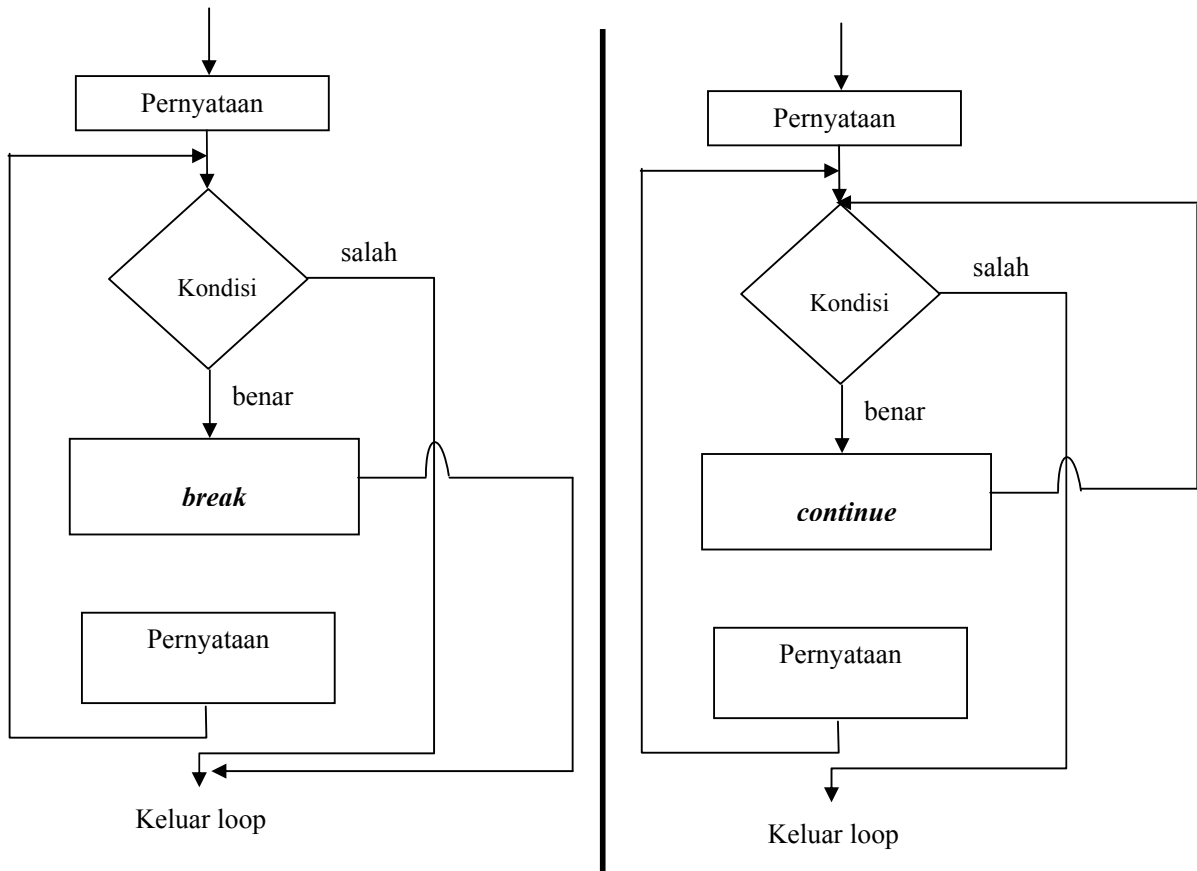 Pernyataan
Kondisi
salah
benar
break
Pernyataan
Keluar loop
Pernyataan
Kondisi
salah
benar
continue
Pernyataan
Keluar loop